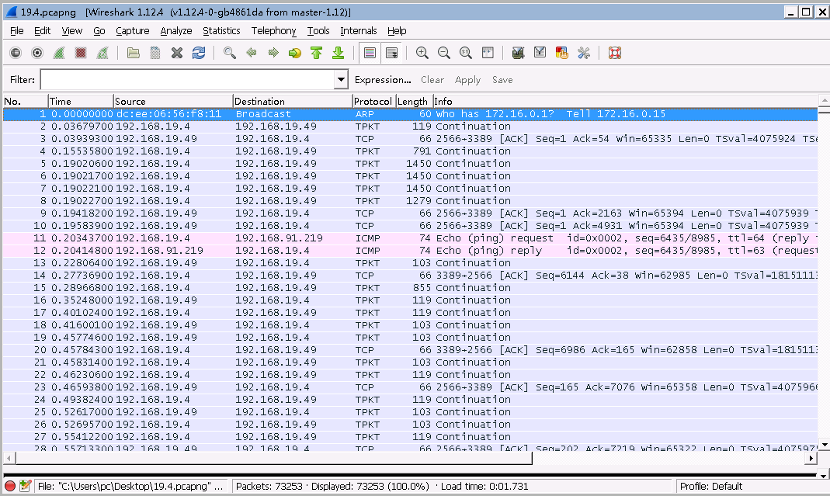 19.4.pcapng [Wireshark 1.12.4 (v1.12.4-0-gb4861da from master-1.12)]
File Edit View Go Capture Analyze Statistics Telephony Tools Internals Help
Filter: Expression... Clear Apply Save
No. Time Source Destination Protocol Length Info
1 0.00000000 dc:ee:06:56:f8:11 Broadcast ARP 60 Who has 172.16.0.1? Tell 172.16.0.15
2 0.03679700 192.168.19.4 192.168.19.49 TPKT 119 Continuation
3 0.03939300 192.168.19.49 192.168.19.4 TCP 66 2566→3389 [ACK] Seq=1 Ack=54 Win=65335 Len=0 TSval=4075924 TSe
4 0.15535800 192.168.19.4 192.168.19.49 TPKT 791 Continuation
5 0.19020600 192.168.19.4 192.168.19.49 TPKT 1450 Continuation
6 0.19021700 192.168.19.4 192.168.19.49 TPKT 1450 Continuation
7 0.19022100 192.168.19.4 192.168.19.49 TPKT 1450 Continuation
8 0.19022700 192.168.19.4 192.168.19.49 TPKT 1279 Continuation
9 0.19418200 192.168.19.49 192.168.19.4 TCP 66 2566→3389 [ACK] Seq=1 Ack=2163 Win=65394 Len=0 TSval=4075939 T
10 0.19583900 192.168.19.49 192.168.19.4 TCP 66 2566→3389 [ACK] Seq=1 Ack=4931 Win=65394 Len=0 TSval=4075939 T
11 0.20343700 192.168.19.4 192.168.91.219 ICMP 74 Echo (ping) request id=0x0002, seq=6435/8985, ttl=64 (reply
12 0.20414800 192.168.91.219 192.168.19.4 ICMP 74 Echo (ping) reply id=0x0002, seq=6435/8985, ttl=63 (request
13 0.22806400 192.168.19.49 192.168.19.4 TPKT 103 Continuation
14 0.27736900 192.168.19.4 192.168.19.49 TCP 66 3389→2566 [ACK] Seq=6144 Ack=38 Win=62985 Len=0 TSval=18151113
15 0.28966800 192.168.19.4 192.168.19.49 TPKT 855 Continuation
16 0.35248000 192.168.19.4 192.168.19.49 TPKT 119 Continuation
17 0.40102400 192.168.19.4 192.168.19.49 TPKT 119 Continuation
18 0.41600100 192.168.19.49 192.168.19.4 TPKT 103 Continuation
19 0.45774600 192.168.19.49 192.168.19.4 TPKT 103 Continuation
20 0.45784300 192.168.19.4 192.168.19.49 TCP 66 3389→2566 [ACK] Seq=6986 Ack=165 Win=62858 Len=0 TSval=1815111
21 0.45831400 192.168.19.49 192.168.19.4 TPKT 103 Continuation
22 0.46230600 192.168.19.4 192.168.19.49 TPKT 119 Continuation
23 0.46593800 192.168.19.49 192.168.19.4 TCP 66 2566→3389 [ACK] Seq=165 Ack=7076 Win=65358 Len=0 TSval=4075966
24 0.49382400 192.168.19.4 192.168.19.49 TPKT 119 Continuation
25 0.52617000 192.168.19.49 192.168.19.4 TPKT 103 Continuation
26 0.52695700 192.168.19.49 192.168.19.4 TPKT 103 Continuation
27 0.55412200 192.168.19.4 192.168.19.49 TPKT 119 Continuation
28 0.55713300 192.168.19.49 192.168.19.4 TCP 66 2566→3389 [ACK] Seq=202 Ack=7219 Win=65322 Len=0 TSval=4075975
File: "C:\Users\pc\Desktop\19.4.pcapng" ... Packets: 73253 · Displayed: 73253 (100.0%) · Load time: 0:01.731 Profile: Default